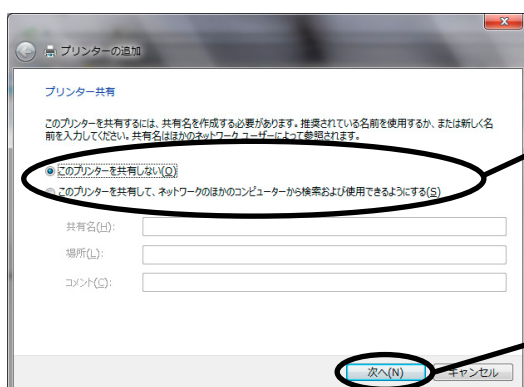 プリンターの追加
プリンター共有
このプリンターを共有するには、共有名を作成する必要があります。推奨されている名前を使用するか、または新しく名
前を入力してください。共有名はほかのネットワーク ユーザーによって参照されます。
このプリンターを共有しない(O)
このプリンターを共有して、ネットワークのほかのコンピューターから検索および使用できるようにする(S)
共有名(H):
場所(L):
コメント(C):
次へ(N) キャンセル